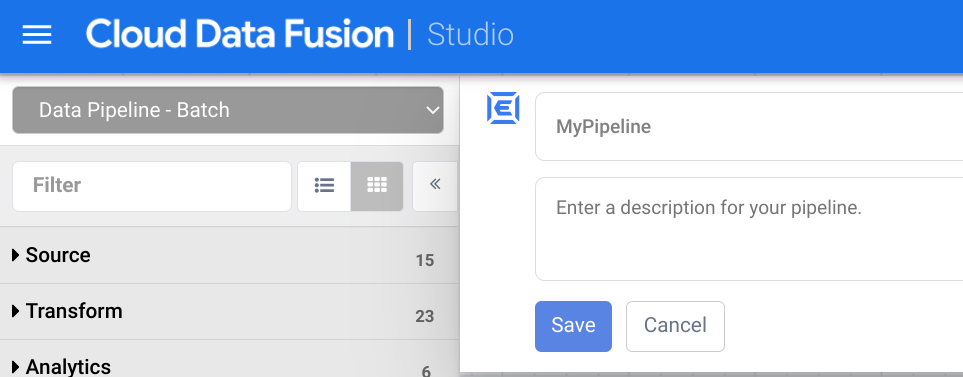 Cloud Data Fusion | Studio
Data Pipeline - Batch
MyPipeline
Filter
Enter a description for your pipeline.
Source 15
Transform 23
Save Cancel
Analytics 6